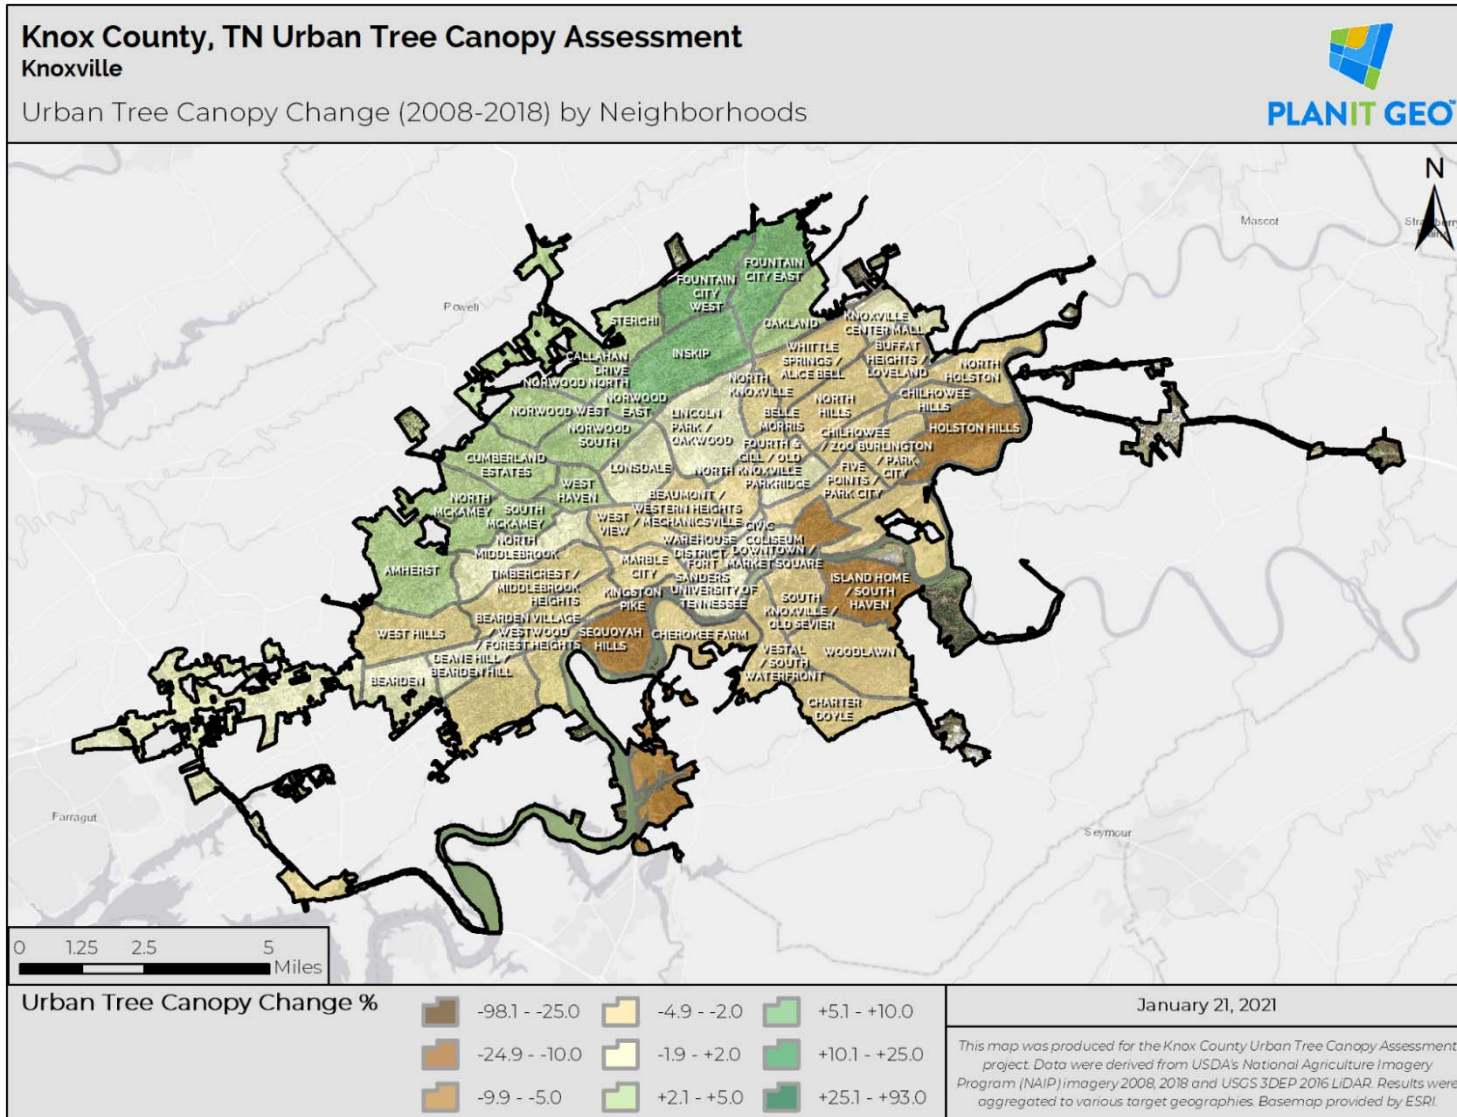 Knox County, TN Urban Tree Canopy Assessment
Knoxville
Urban Tree Canopy Change (2008-2018) by Neighborhoods
PLANIT GEO™
N
Mascot
Strawberry
Powell
FOUNTAIN
CITY EAST
FOUNTAIN
CITY
WEST
STERCHI
OAKLAND
KNOXVILLE
CENTER MALL
INSKIP
CALLAHAN
DRIVE
NORWOOD NORTH
WHITTLE
SPRINGS /
ALICE BELL
BUFFAT
HEIGHTS /
LOVELAND
NORTH
HOLSTON
NORTH
KNOXVILLE
NORWOOD
EAST
NORWOOD WEST
CHILHOWEE
HILLS
NORTH
HILLS
LINCOLN
PARK /
OAKWOOD
BELLE
MORRIS
HOLSTON HILLS
NORWOOD
SOUTH
CHILHOWEE
/ ZOO
BURLINGTON
/ PARK
CITY
FOURTH &
GILL / OLD
NORTH KNOXVILLE
CUMBERLAND
ESTATES
LONSDALE
PARKRIDGE
FIVE
POINTS /
PARK CITY
WEST
HAVEN
NORTH
MCKAMEY
SOUTH
MCKAMEY
BEAUMONT /
WESTERN HEIGHTS
/ MECHANICSVILLE
WEST
VIEW
CIVIC
COLISEUM
NORTH
MIDDLEBROOK
WAREHOUSE
DISTRICT
DOWNTOWN /
MARKET SQUARE
FORT
SANDERS
MARBLE
CITY
AMHERST
TIMBERCREST /
MIDDLEBROOK
HEIGHTS
ISLAND HOME
/ SOUTH
HAVEN
KINGSTON
PIKE
UNIVERSITY OF
TENNESSEE
SOUTH
KNOXVILLE /
OLD SEVIER
BEARDEN VILLAGE
/ WESTWOOD
/ FOREST HEIGHTS
WEST HILLS
SEQUOYAH
HILLS
CHEROKEE FARM
WOODLAWN
DEANE HILL /
BEARDEN HILL
VESTAL
/ SOUTH
WATERFRONT
BEARDEN
CHARTER
DOYLE
Farragut
Seymour
0 1.25 2.5 5
Miles
Urban Tree Canopy Change %
-98.1 - -25.0
-24.9 - -10.0
-9.9 - -5.0
-4.9 - -2.0
-1.9 - +2.0
+2.1 - +5.0
+5.1 - +10.0
+10.1 - +25.0
+25.1 - +93.0
January 21, 2021
This map was produced for the Knox County Urban Tree Canopy Assessment
project. Data were derived from USDA's National Agriculture Imagery
Program (NAIP) imagery 2008, 2018 and USGS 3DEP 2016 LiDAR. Results were
aggregated to various target geographies. Basemap provided by ESRI.